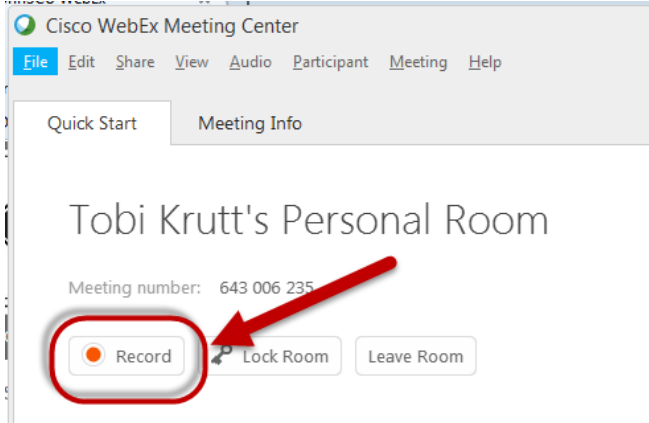 Cisco WebEx Meeting Center
File Edit Share View Audio Participant Meeting Help
Quick Start Meeting Info
Tobi Krutt's Personal Room
Meeting number: 643 006 235
Record Lock Room Leave Room